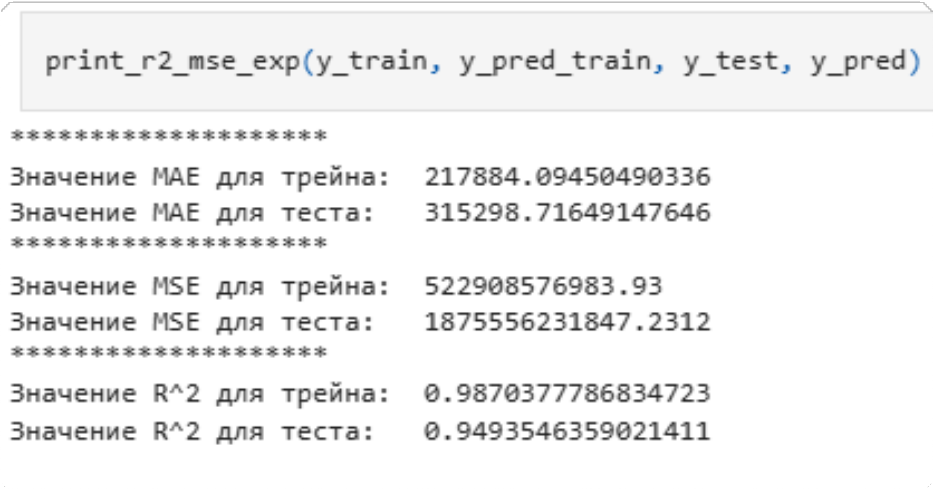 print_r2_mse_exp(y_train, y_pred_train, y_test, y_pred)
********************
Значение MAE для трейна: 217884.09450490336
Значение MAE для теста: 315298.71649147646
********************
Значение MSE для трейна: 522908576983.93
Значение MSE для теста: 1875556231847.2312
********************
Значение R^2 для трейна: 0.9870377786834723
Значение R^2 для теста: 0.9493546359021411